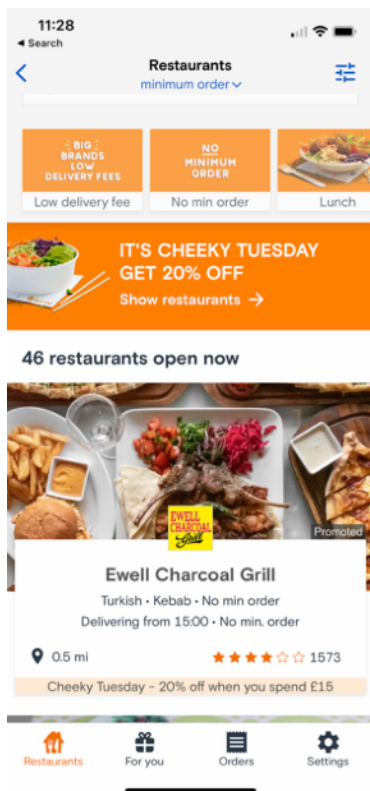 11:28
◀ Search
Restaurants
minimum order
BIG
BRANDS
LOW
DELIVERY FEES
NO
MINIMUM
ORDER
Low delivery fee
No min order
Lunch
IT'S CHEEKY TUESDAY
GET 20% OFF
Show restaurants →
46 restaurants open now
EWELL
CHARCOAL
Grill
Promoted
Ewell Charcoal Grill
Turkish • Kebab • No min order
Delivering from 15:00 • No min. order
0.5 mi
1573
Cheeky Tuesday - 20% off when you spend £15
Restaurants
For you
Orders
Settings